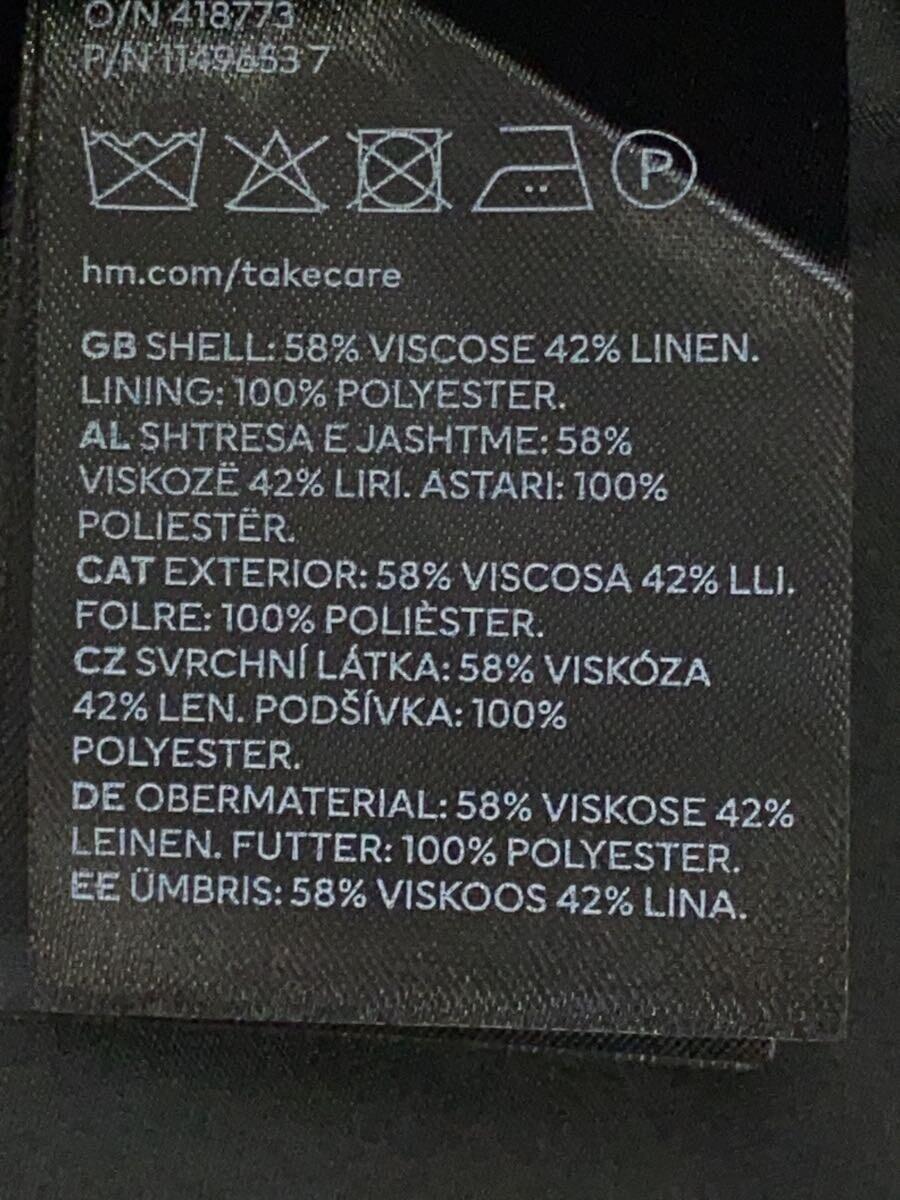 O/N 418773
P/N 1149653 7
P
hm.com/takecare
GB SHELL: 58% VISCOSE 42% LINEN.
LINING: 100% POLYESTER.
AL SHTRESA E JASHTME: 58%
VISKOZË 42% LIRI. ASTARI: 100%
POLIESTËR.
CAT EXTERIOR: 58% VISCOSA 42% LLI.
FOLRE: 100% POLIÈSTER.
CZ SVRCHNÍ LÁTKA: 58% VISKÓZA
42% LEN. PODŠÍVKA: 100%
POLYESTER.
DE OBERMATERIAL: 58% VISKOSE 42%
LEINEN. FUTTER: 100% POLYESTER.
EE ÜMBRIS: 58% VISKOOS 42% LINA.